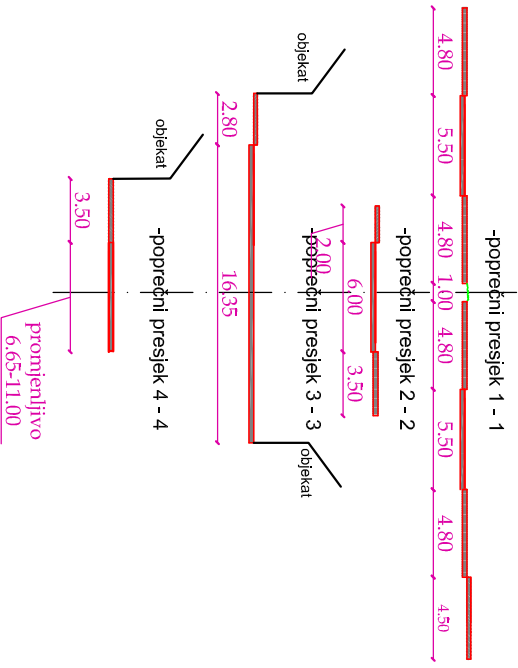 -poprečni presjek 1 - 1
4.80 5.50 4.80 1.00 4.80 5.50 4.80 4.50
-poprečni presjek 2 - 2
2.00 6.00 3.50
-poprečni presjek 3 - 3
objekat
objekat
2.80 16.35
-poprečni presjek 4 - 4
objekat
3.50
promjenljivo
6.65-11.00